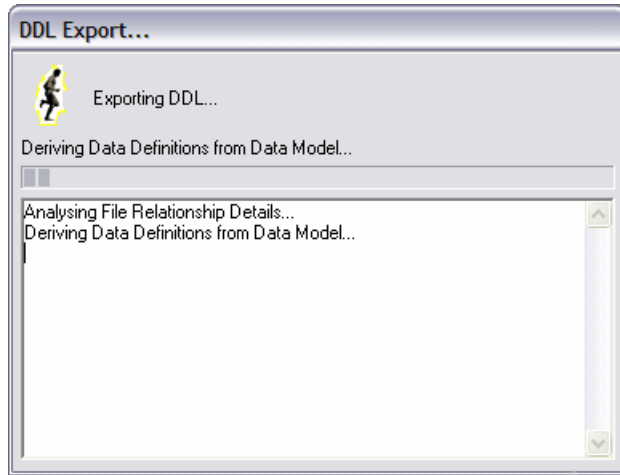 DDL Export...
Exporting DDL...
Deriving Data Definitions from Data Model...
Analysing File Relationship Details...
Deriving Data Definitions from Data Model...